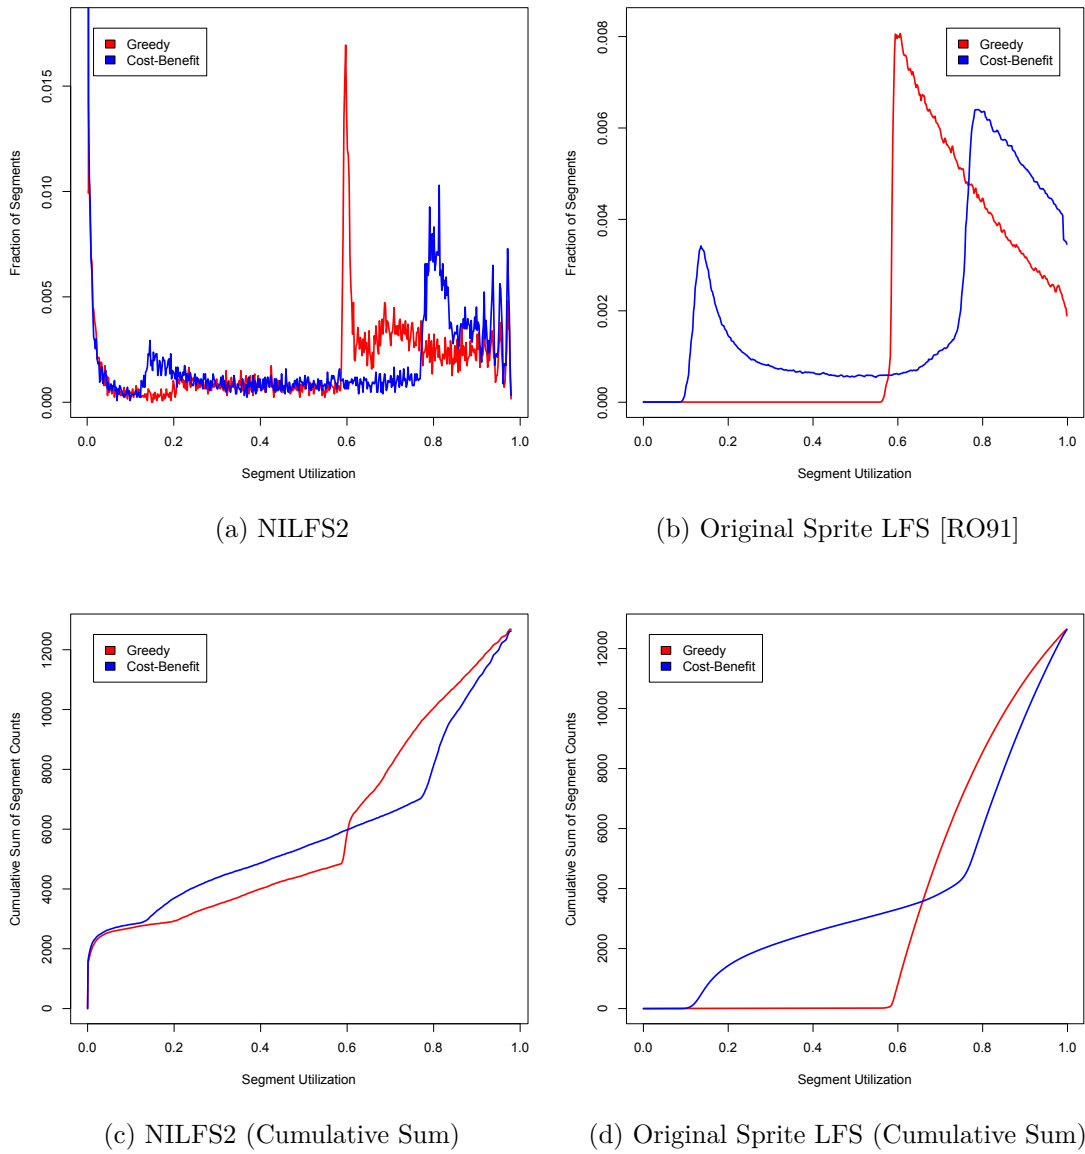 Greedy
Cost-Benefit
Fraction of Segments
0.000 0.005 0.010 0.015
0.0 0.2 0.4 0.6 0.8 1.0
Segment Utilization
(a) NILFS2
Greedy
Cost-Benefit
Fraction of Segments
0.000 0.002 0.004 0.006 0.008
0.0 0.2 0.4 0.6 0.8 1.0
Segment Utilization
(b) Original Sprite LFS [RO91]
Greedy
Cost-Benefit
Cumulative Sum of Segment Counts
0 2000 4000 6000 8000 10000 12000
0.0 0.2 0.4 0.6 0.8 1.0
Segment Utilization
(c) NILFS2 (Cumulative Sum)
Greedy
Cost-Benefit
Cumulative Sum of Segment Counts
0 2000 4000 6000 8000 10000 12000
0.0 0.2 0.4 0.6 0.8 1.0
Segment Utilization
(d) Original Sprite LFS (Cumulative Sum)